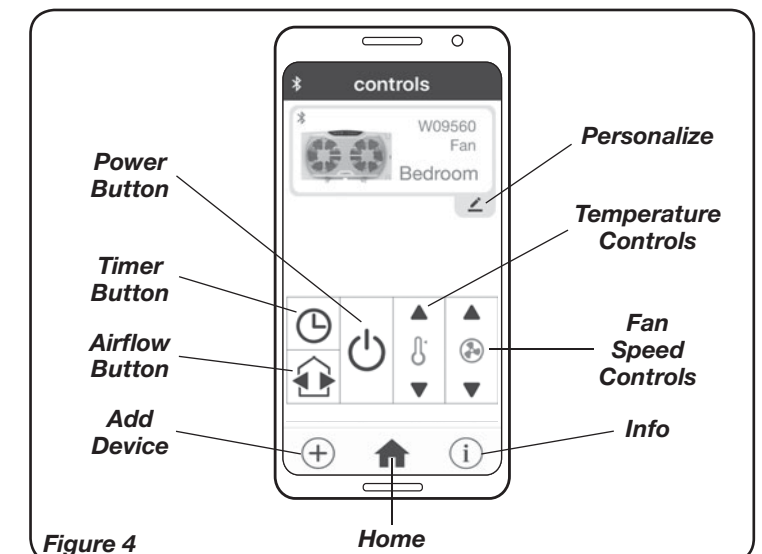 controls
W09560
Fan
Bedroom
Power
Button
Timer
Button
Airflow
Button
Add
Device
Personalize
Temperature
Controls
Fan
Speed
Controls
Info
i
Home
Figure 4